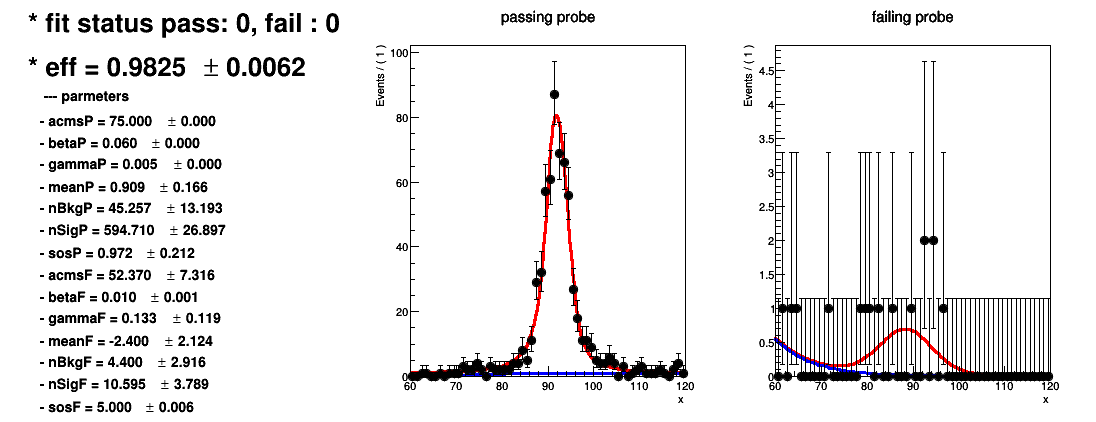 * fit status pass: 0, fail : 0
* eff = 0.9825 ± 0.0062
--- parmeters
- acmsP = 75.000 ± 0.000
- betaP = 0.060 ± 0.000
- gammaP = 0.005 ± 0.000
- meanP = 0.909 ± 0.166
- nBkgP = 45.257 ± 13.193
- nSigP = 594.710 ± 26.897
- sosP = 0.972 ± 0.212
- acmsF = 52.370 ± 7.316
- betaF = 0.010 ± 0.001
- gammaF = 0.133 ± 0.119
- meanF = -2.400 ± 2.124
- nBkgF = 4.400 ± 2.916
- nSigF = 10.595 ± 3.789
- sosF = 5.000 ± 0.006
passing probe
Events / ( 1 )
100
80
60
40
20
0
60 70 80 90 100 110 120
x
failing probe
Events / ( 1 )
4.5
4
3.5
3
2.5
2
1.5
1
0.5
0
60 70 80 90 100 110 120
x